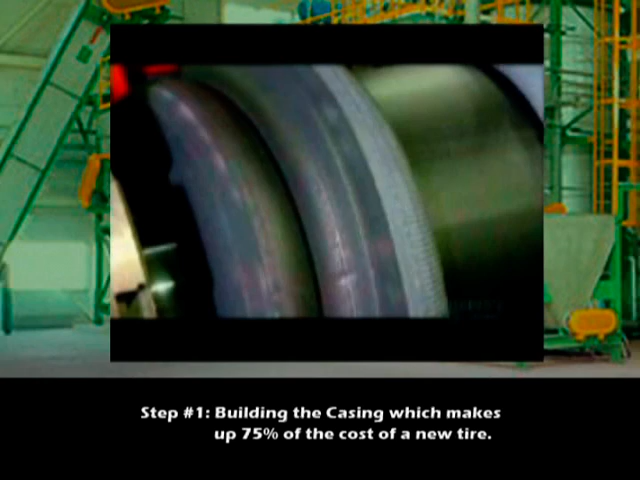 Step #1: Building the Casing which makes
up 75% of the cost of a new tire.